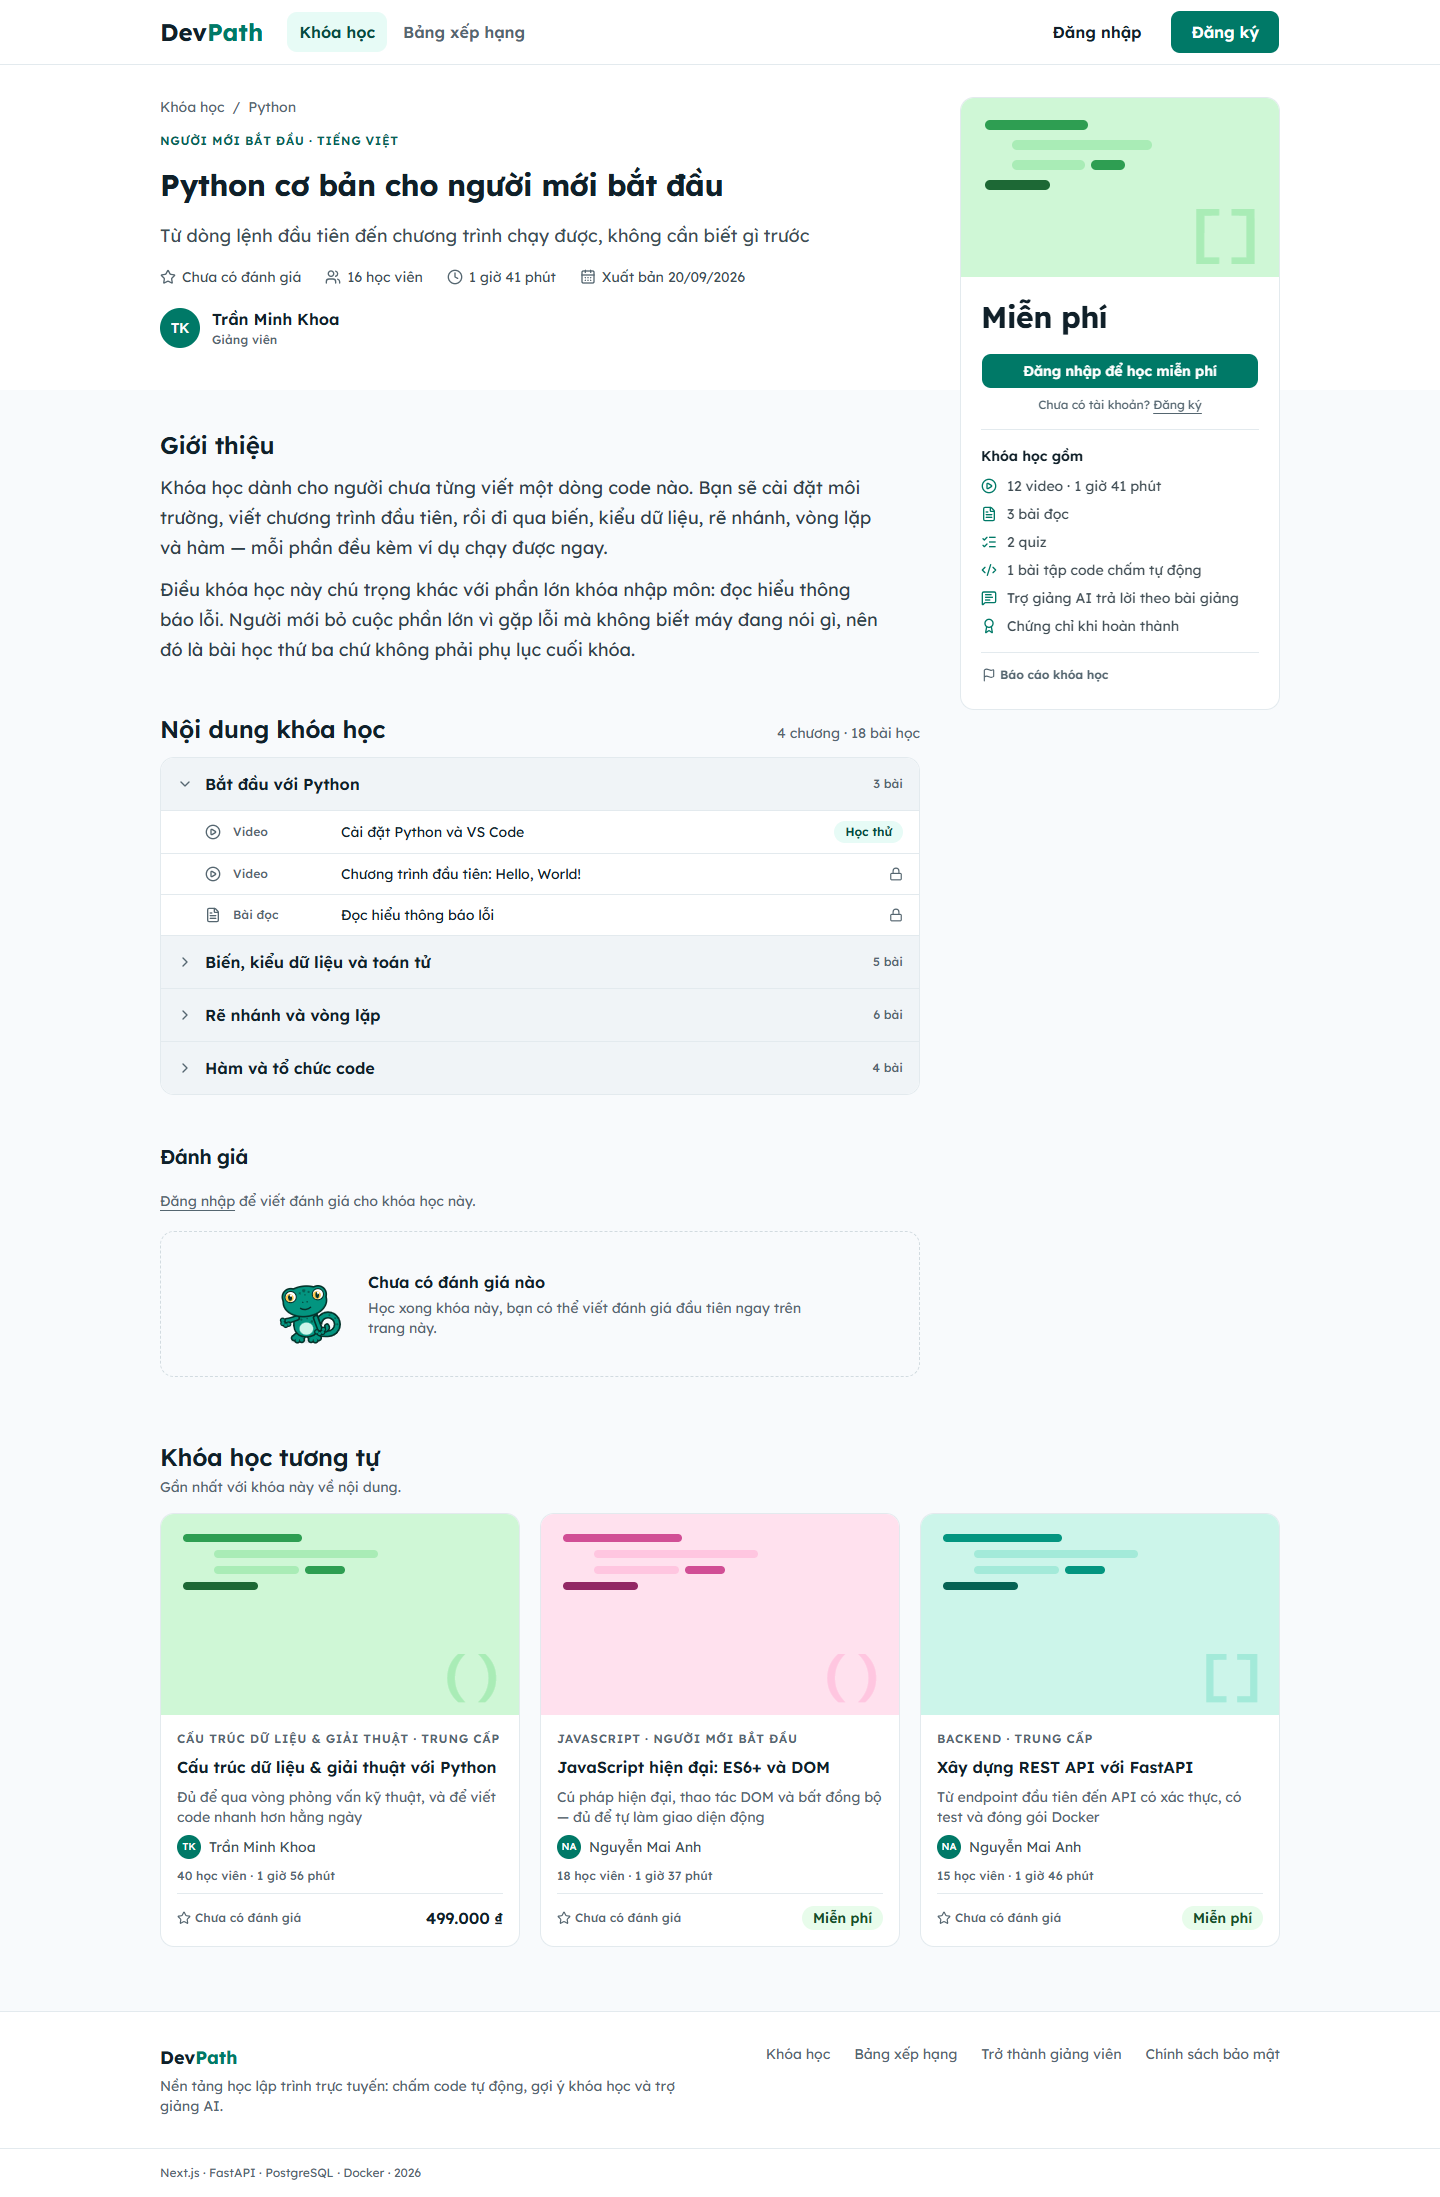 DevPath
Khóa học
Bảng xếp hạng
Đăng nhập
Đăng ký
Khóa học / Python
NGƯỜI MỚI BẮT ĐẦU · TIẾNG VIỆT
Python cơ bản cho người mới bắt đầu
Từ dòng lệnh đầu tiên đến chương trình chạy được, không cần biết gì trước
Chưa có đánh giá
16 học viên
1 giờ 41 phút
Xuất bản 20/09/2026
TK
Trần Minh Khoa
Giảng viên
[ ]
Miễn phí
Đăng nhập để học miễn phí
Chưa có tài khoản? Đăng ký
Khóa học gồm
12 video · 1 giờ 41 phút
3 bài đọc
2 quiz
1 bài tập code chấm tự động
Trợ giảng AI trả lời theo bài giảng
Chứng chỉ khi hoàn thành
Báo cáo khóa học
Giới thiệu
Khóa học dành cho người chưa từng viết một dòng code nào. Bạn sẽ cài đặt môi
trường, viết chương trình đầu tiên, rồi đi qua biến, kiểu dữ liệu, rẽ nhánh, vòng lặp
và hàm — mỗi phần đều kèm ví dụ chạy được ngay.
Điều khóa học này chú trọng khác với phần lớn khóa nhập môn: đọc hiểu thông
báo lỗi. Người mới bỏ cuộc phần lớn vì gặp lỗi mà không biết máy đang nói gì, nên
đó là bài học thứ ba chứ không phải phụ lục cuối khóa.
Nội dung khóa học
4 chương · 18 bài học
Bắt đầu với Python
3 bài
Video
Cài đặt Python và VS Code
Học thử
Video
Chương trình đầu tiên: Hello, World!
Bài đọc
Đọc hiểu thông báo lỗi
Biến, kiểu dữ liệu và toán tử
5 bài
Rẽ nhánh và vòng lặp
6 bài
Hàm và tổ chức code
4 bài
Đánh giá
Đăng nhập để viết đánh giá cho khóa học này.
Chưa có đánh giá nào
Học xong khóa này, bạn có thể viết đánh giá đầu tiên ngay trên
trang này.
Khóa học tương tự
Gần nhất với khóa này về nội dung.
( )
CẤU TRÚC DỮ LIỆU & GIẢI THUẬT · TRUNG CẤP
Cấu trúc dữ liệu & giải thuật với Python
Đủ để qua vòng phỏng vấn kỹ thuật, và để viết
code nhanh hơn hằng ngày
TK
Trần Minh Khoa
40 học viên · 1 giờ 56 phút
Chưa có đánh giá
499.000 ₫
( )
JAVASCRIPT · NGƯỜI MỚI BẮT ĐẦU
JavaScript hiện đại: ES6+ và DOM
Cú pháp hiện đại, thao tác DOM và bất đồng bộ
— đủ để tự làm giao diện động
NA
Nguyễn Mai Anh
18 học viên · 1 giờ 37 phút
Chưa có đánh giá
Miễn phí
[ ]
BACKEND · TRUNG CẤP
Xây dựng REST API với FastAPI
Từ endpoint đầu tiên đến API có xác thực, có
test và đóng gói Docker
NA
Nguyễn Mai Anh
15 học viên · 1 giờ 46 phút
Chưa có đánh giá
Miễn phí
DevPath
Nền tảng học lập trình trực tuyến: chấm code tự động, gợi ý khóa học và trợ
giảng AI.
Khóa học
Bảng xếp hạng
Trở thành giảng viên
Chính sách bảo mật
Next.js · FastAPI · PostgreSQL · Docker · 2026